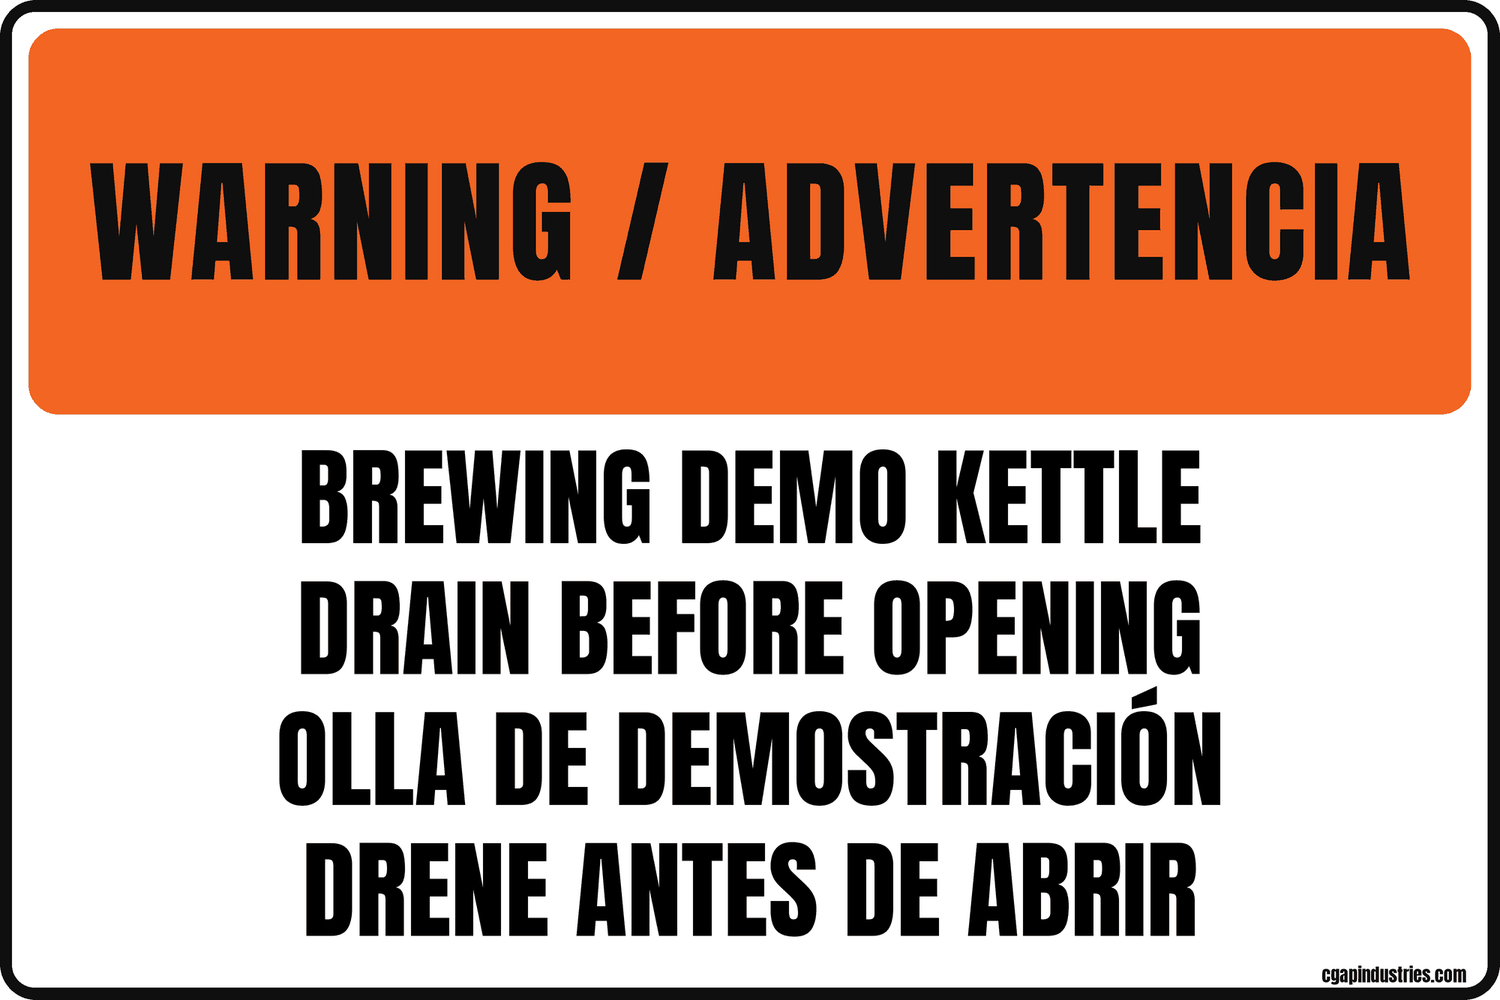 WARNING / ADVERTENCIA
BREWING DEMO KETTLE
DRAIN BEFORE OPENING
OLLA DE DEMOSTRACIÓN
DRENE ANTES DE ABRIR
cgapindustries.com